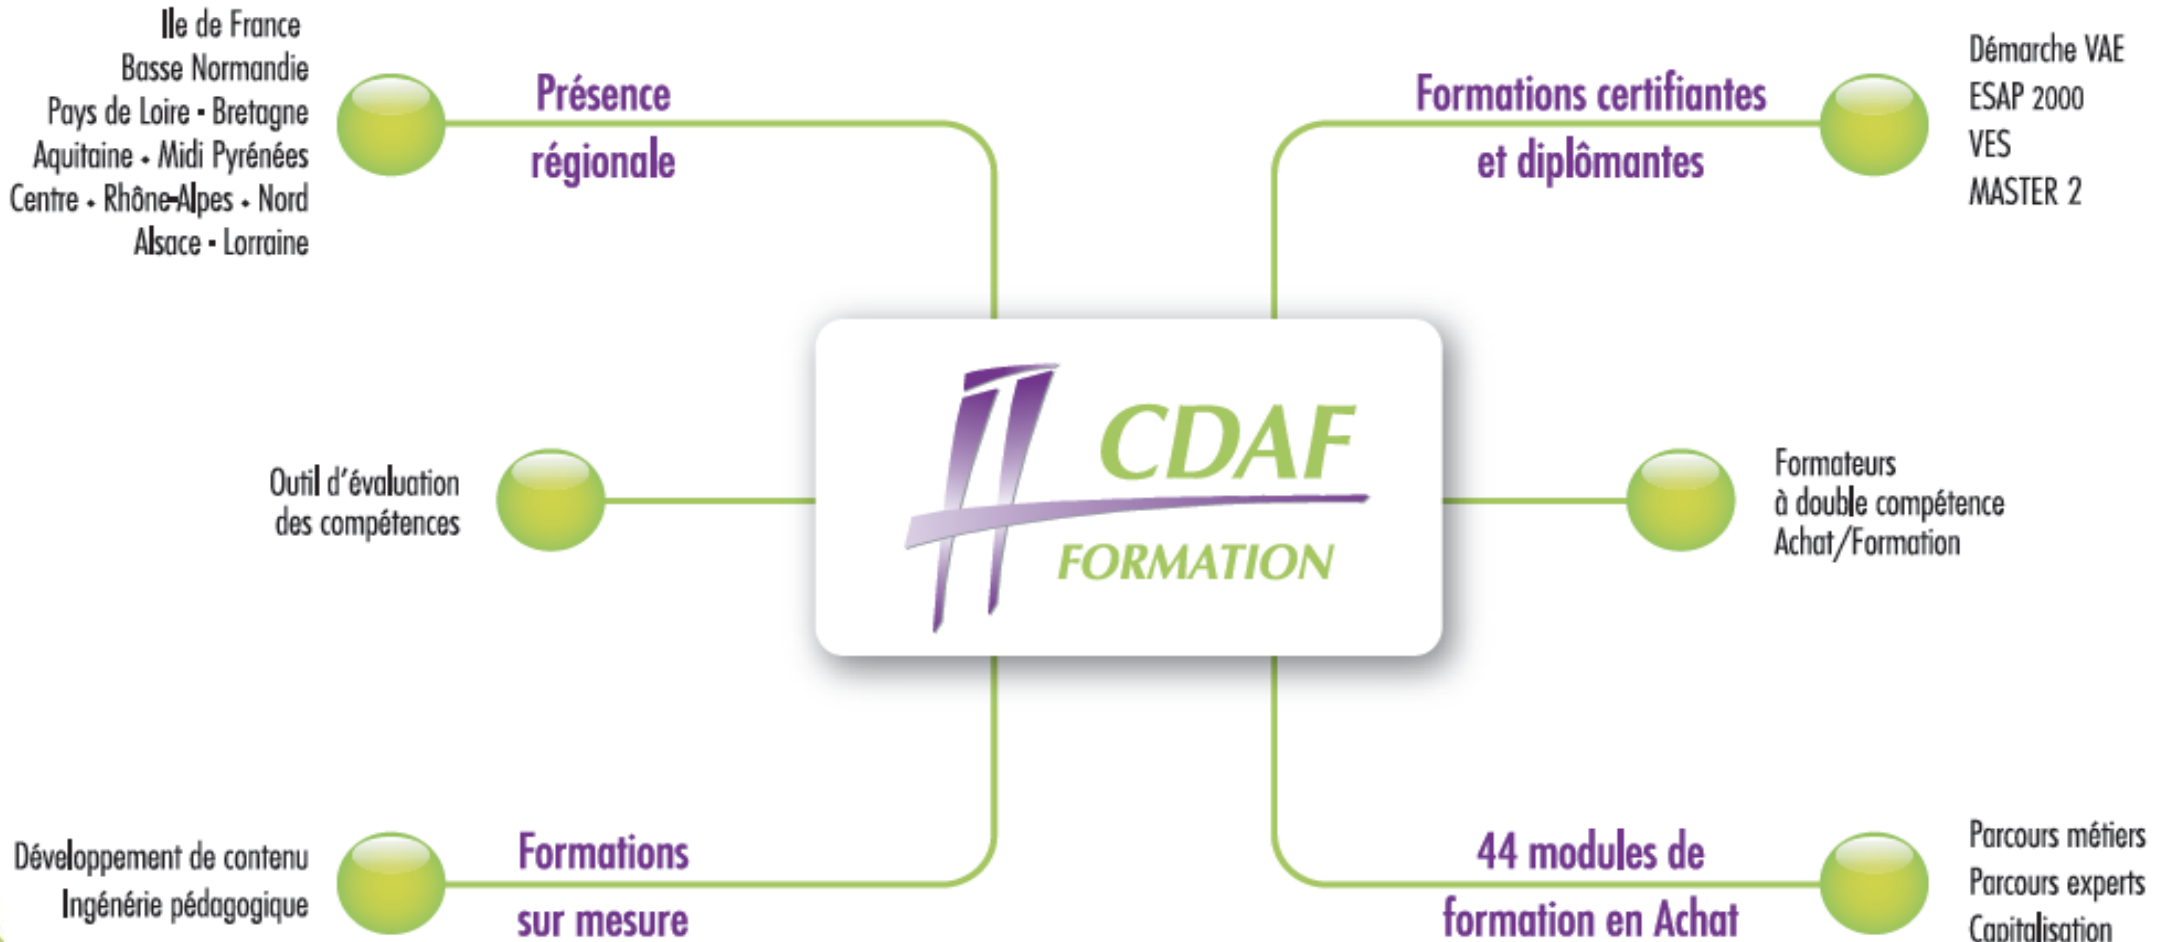 Ile de France
Basse Normandie
Pays de Loire - Bretagne
Aquitaine • Midi Pyrénées
Centre • Rhône-Alpes • Nord
Alsace - Lorraine
Présence
régionale
Formations certifiantes
et diplômantes
Démarche VAE
ESAP 2000
VES
MASTER 2
Outil d'évaluation
des compétences
CDAF
FORMATION
Formateurs
à double compétence
Achat/Formation
Développement de contenu
Ingénérie pédagogique
Formations
sur mesure
44 modules de
formation en Achat
Parcours métiers
Parcours experts
Capitalisation